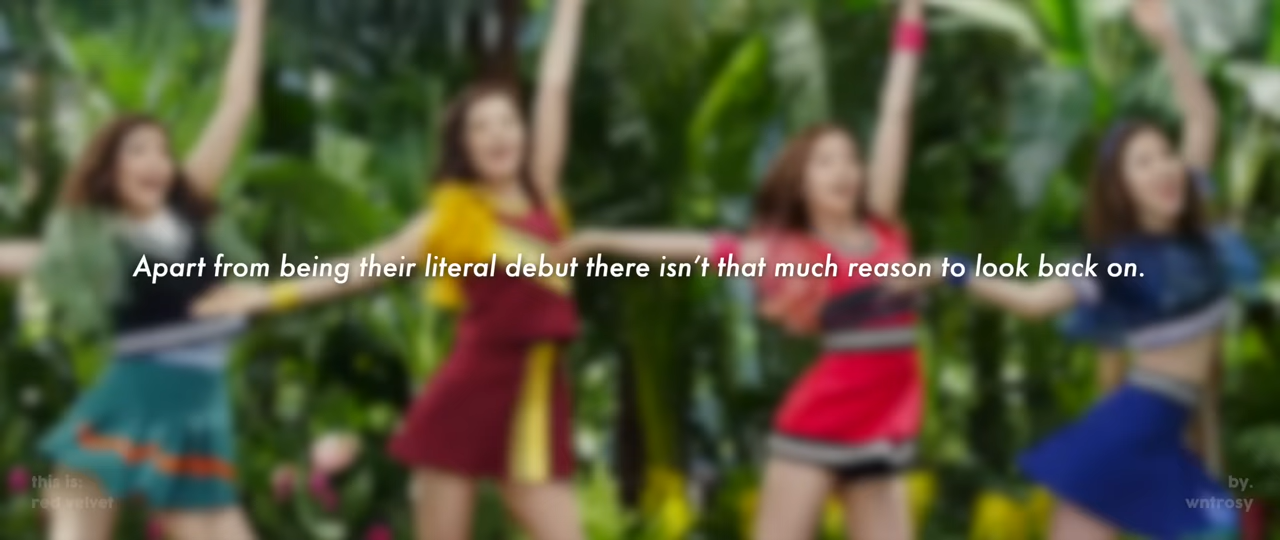 Apart from being their literal debut there isn't that much reason to look back on.
this is:
red velvet
by.
wntrosy